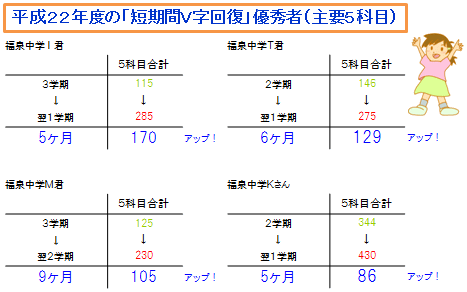 平成22年度の「短期間V字回復」優秀者(主要5科目)
福泉中学I君
5科目合計
3学期 115
↓ ↓
翌1学期 285
5ヶ月 170 アップ!
福泉中学T君
5科目合計
2学期 146
↓ ↓
翌1学期 275
6ヶ月 129 アップ!
福泉中学M君
5科目合計
3学期 125
↓ ↓
翌2学期 230
9ヶ月 105 アップ!
福泉中学Kさん
5科目合計
2学期 344
↓ ↓
翌1学期 430
5ヶ月 86 アップ!